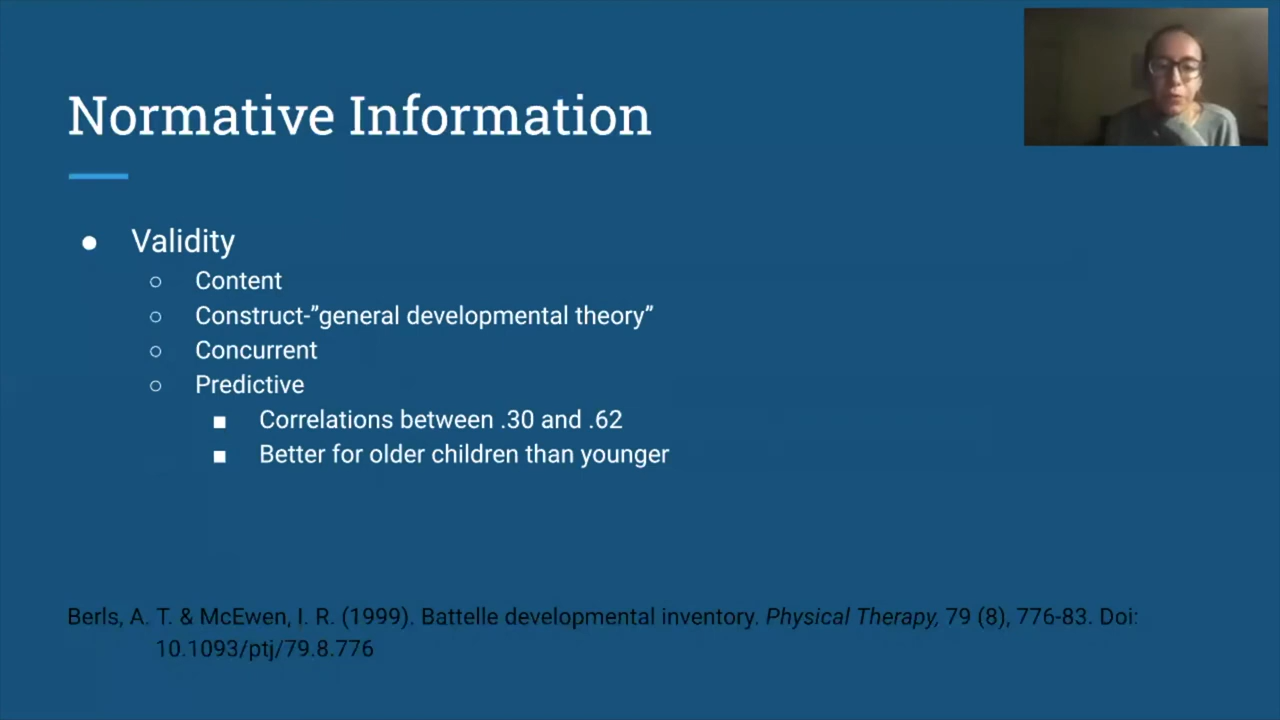 Normative Information
● Validity
○ Content
○ Construct-”general developmental theory”
○ Concurrent
○ Predictive
■ Correlations between .30 and .62
■ Better for older children than younger
Berls, A. T. & McEwen, I. R. (1999). Battelle developmental inventory. Physical Therapy, 79 (8), 776-83. Doi:
10.1093/ptj/79.8.776